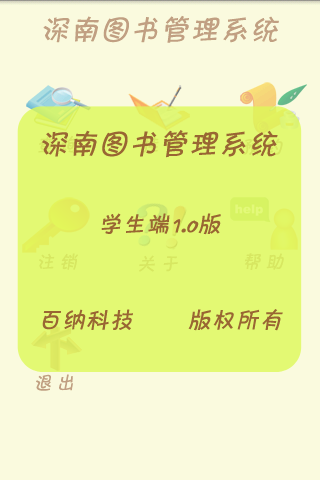 深南图书管理系统
深南图书管理系统
学生端1.0版
help
注销 关于 帮助
百纳科技 版权所有
退出